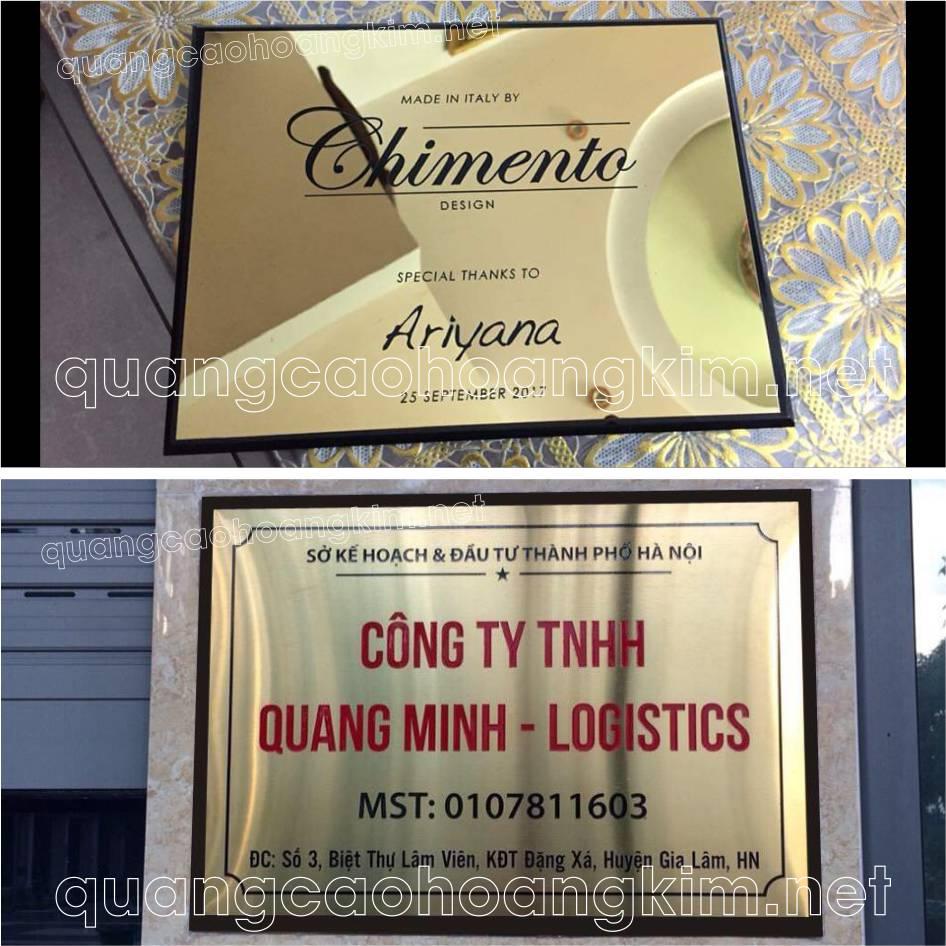 quangcaohoangkim.net
MADE IN ITALY BY
Chimento
DESIGN
SPECIAL THANKS TO
Ariyana
quangcaohoangkim.net
25 SEPTEMBER 2017
quangcaohoangkim.net
SỞ KẾ HOẠCH & ĐẦU TƯ THÀNH PHỐ HÀ NỘI
CÔNG TY TNHH
QUANG MINH - LOGISTICS
MST: 0107811603
ĐC: Số 3, Biệt Thự Lâm Viên, KĐT Đặng Xá, Huyện Gia Lâm, HN
quangcaohoangkim.net